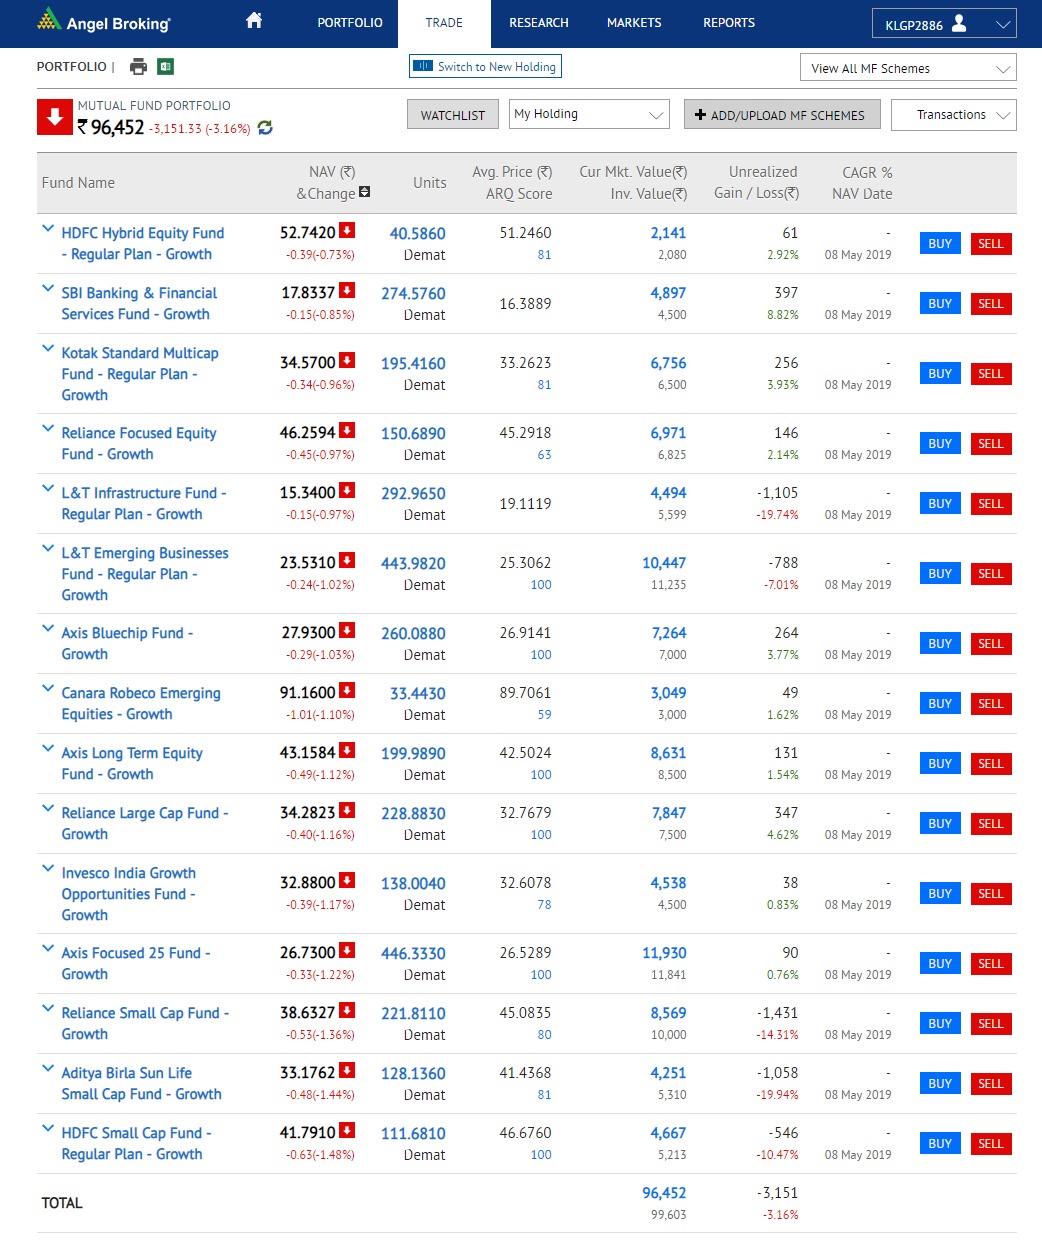 Angel Broking
PORTFOLIO TRADE RESEARCH MARKETS REPORTS KLGP2886
PORTFOLIO | Switch to New Holding View All MF Schemes
MUTUAL FUND PORTFOLIO
₹ 96,452 -3,151.33 (-3.16%) WATCHLIST My Holding + ADD/UPLOAD MF SCHEMES Transactions
Fund Name NAV (₹) &Change Units Avg. Price (₹) ARQ Score Cur Mkt. Value(₹) Inv. Value(₹) Unrealized Gain / Loss(₹) CAGR % NAV Date
HDFC Hybrid Equity Fund 52.7420 40.5860 51.2460 2,141 61 - BUY SELL
- Regular Plan - Growth -0.39(-0.73%) Demat 81 2,080 2.92% 08 May 2019
SBI Banking & Financial 17.8337 274.5760 16.3889 4,897 397 - BUY SELL
Services Fund - Growth -0.15(-0.85%) Demat 4,500 8.82% 08 May 2019
Kotak Standard Multicap
Fund - Regular Plan - 34.5700 195.4160 33.2623 6,756 256 - BUY SELL
Growth -0.34(-0.96%) Demat 81 6,500 3.93% 08 May 2019
Reliance Focused Equity 46.2594 150.6890 45.2918 6,971 146 - BUY SELL
Fund - Growth -0.45(-0.97%) Demat 63 6,825 2.14% 08 May 2019
L&T Infrastructure Fund - 15.3400 292.9650 19.1119 4,494 -1,105 - BUY SELL
Regular Plan - Growth -0.15(-0.97%) Demat 5,599 -19.74% 08 May 2019
L&T Emerging Businesses
Fund - Regular Plan - 23.5310 443.9820 25.3062 10,447 -788 - BUY SELL
Growth -0.24(-1.02%) Demat 100 11,235 -7.01% 08 May 2019
Axis Bluechip Fund - 27.9300 260.0880 26.9141 7,264 264 - BUY SELL
Growth -0.29(-1.03%) Demat 100 7,000 3.77% 08 May 2019
Canara Robeco Emerging 91.1600 33.4430 89.7061 3,049 49 - BUY SELL
Equities - Growth -1.01(-1.10%) Demat 59 3,000 1.62% 08 May 2019
Axis Long Term Equity 43.1584 199.9890 42.5024 8,631 131 - BUY SELL
Fund - Growth -0.49(-1.12%) Demat 100 8,500 1.54% 08 May 2019
Reliance Large Cap Fund - 34.2823 228.8830 32.7679 7,847 347 - BUY SELL
Growth -0.40(-1.16%) Demat 100 7,500 4.62% 08 May 2019
Invesco India Growth
Opportunities Fund - 32.8800 138.0040 32.6078 4,538 38 - BUY SELL
Growth -0.39(-1.17%) Demat 78 4,500 0.83% 08 May 2019
Axis Focused 25 Fund - 26.7300 446.3330 26.5289 11,930 90 - BUY SELL
Growth -0.33(-1.22%) Demat 100 11,841 0.76% 08 May 2019
Reliance Small Cap Fund - 38.6327 221.8110 45.0835 8,569 -1,431 - BUY SELL
Growth -0.53(-1.36%) Demat 80 10,000 -14.31% 08 May 2019
Aditya Birla Sun Life 33.1762 128.1360 41.4368 4,251 -1,058 - BUY SELL
Small Cap Fund - Growth -0.48(-1.44%) Demat 81 5,310 -19.94% 08 May 2019
HDFC Small Cap Fund - 41.7910 111.6810 46.6760 4,667 -546 - BUY SELL
Regular Plan - Growth -0.63(-1.48%) Demat 100 5,213 -10.47% 08 May 2019
TOTAL 96,452 -3,151
99,603 -3.16%